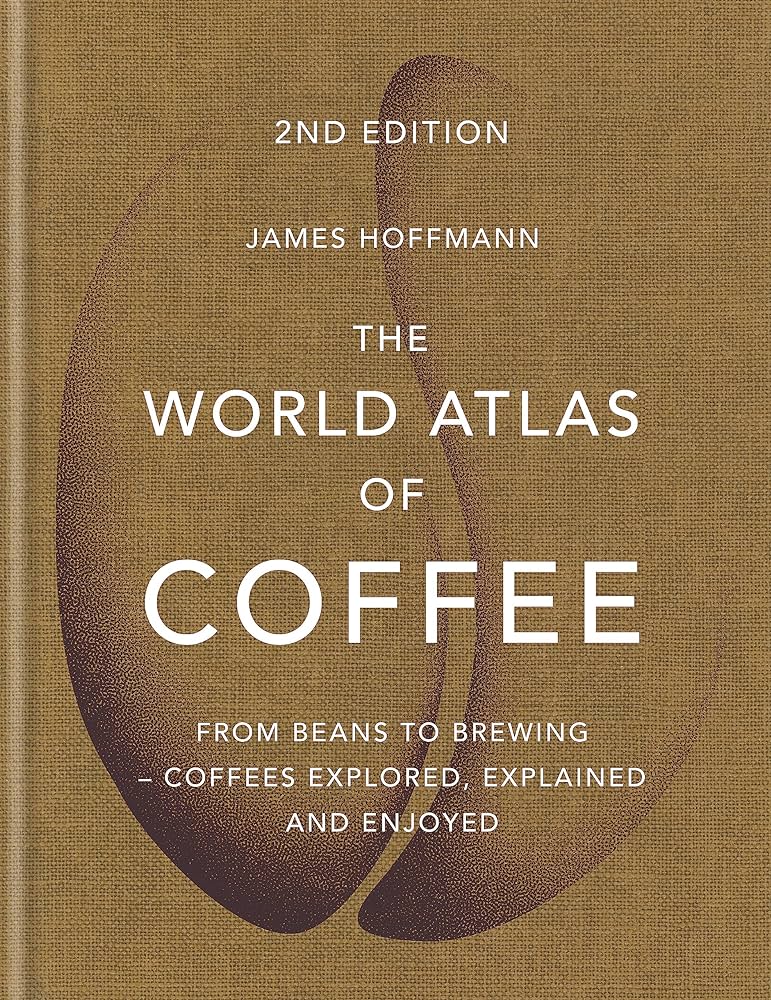 2ND EDITION
JAMES HOFFMANN
THE
WORLD ATLAS
OF
COFFEE
FROM BEANS TO BREWING
– COFFEES EXPLORED, EXPLAINED
AND ENJOYED